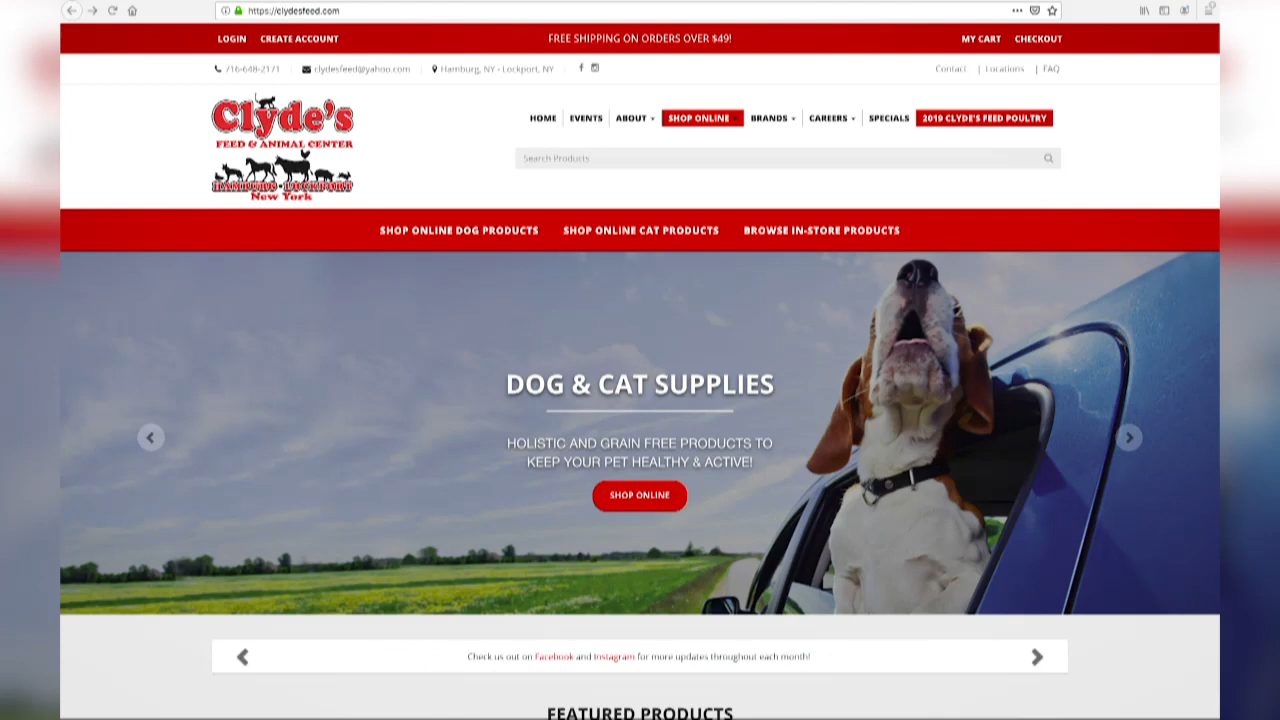 https://clydesfeed.com
LOGIN CREATE ACCOUNT FREE SHIPPING ON ORDERS OVER $49! MY CART CHECKOUT
716-648-2171 clydesfeed@yahoo.com Hamburg, NY - Lockport, NY Contact | Locations | FAQ
Clyde's
FEED & ANIMAL CENTER
HAMBURG - LOCKPORT
New York
HOME EVENTS ABOUT SHOP ONLINE BRANDS CAREERS SPECIALS 2019 CLYDE'S FEED POULTRY
Search Products
SHOP ONLINE DOG PRODUCTS SHOP ONLINE CAT PRODUCTS BROWSE IN-STORE PRODUCTS
DOG & CAT SUPPLIES
HOLISTIC AND GRAIN FREE PRODUCTS TO
KEEP YOUR PET HEALTHY & ACTIVE!
SHOP ONLINE
Check us out on Facebook and Instagram for more updates throughout each month!
FEATURED PRODUCTS